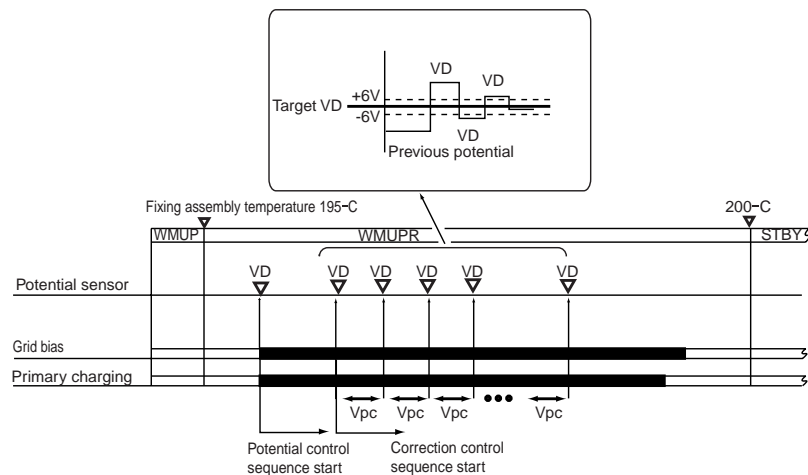 VD
VD
+6V
Target VD
-6V
VD
Previous potential
Fixing assembly temperature 195-C
200-C
WMUP
WMUPR
STBY
VD VD VD VD VD VD
Potential sensor
Grid bias
Primary charging
Vpc Vpc Vpc Vpc
Potential control
sequence start
Correction control
sequence start